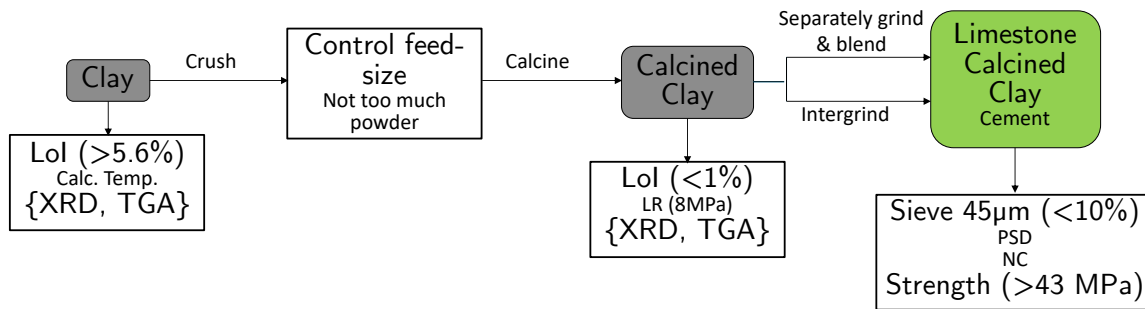 Clay
Crush
Control feed-
size
Not too much
powder
Calcine
Calcined
Clay
Separately grind
& blend
Intergrind
Limestone
Calcined
Clay
Cement
LoI (>5.6%)
Calc. Temp.
{XRD, TGA}
LoI (<1%)
LR (8MPa)
{XRD, TGA}
Sieve 45µm (<10%)
PSD
NC
Strength (>43 MPa)